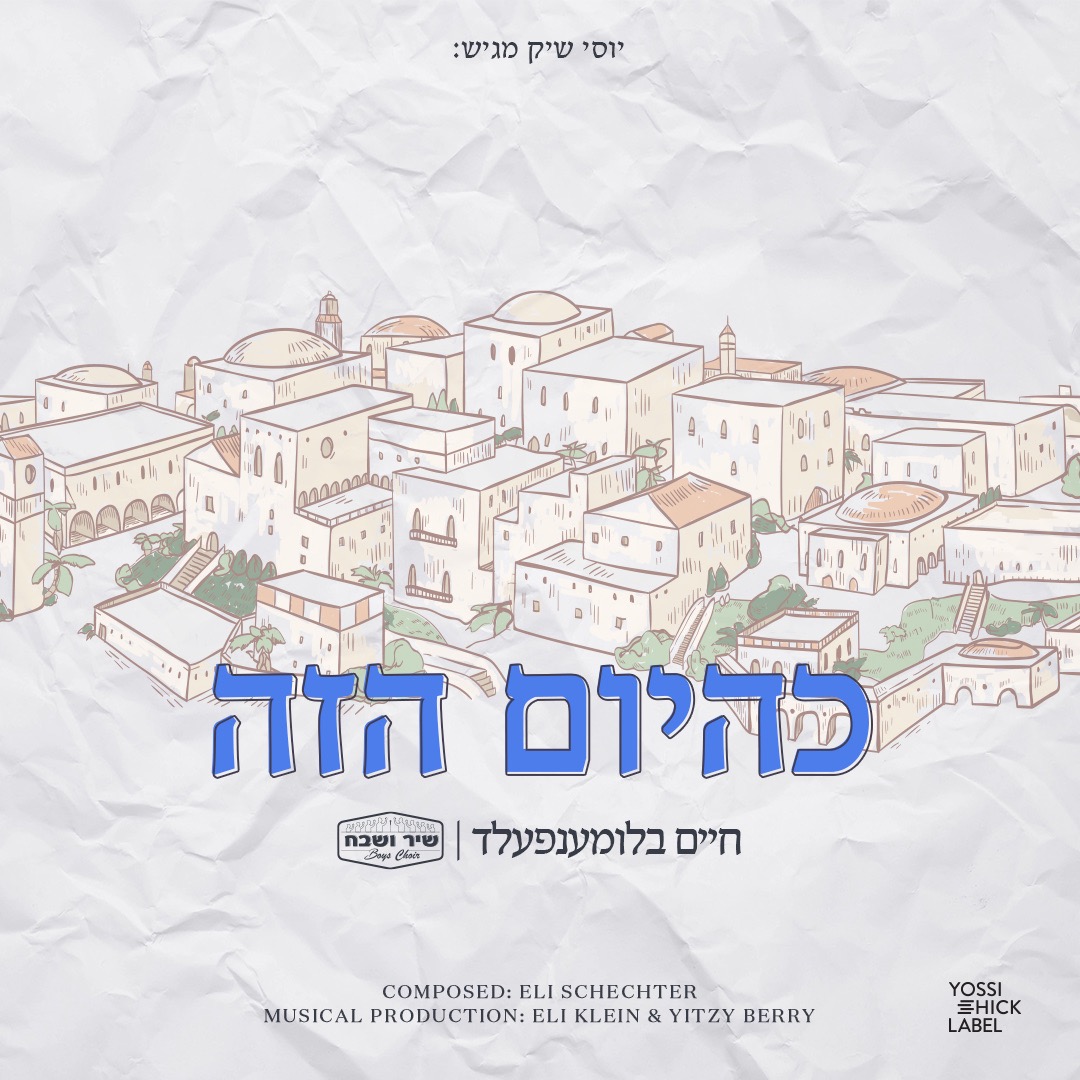 יוסי שיק מגיש:
כהיום הזה
חיים בלומענפעלד | שיר ושבח
Boys Choir
COMPOSED: ELI SCHECHTER
MUSICAL PRODUCTION: ELI KLEIN & YITZY BERRY
YOSSI
SHICK
LABEL